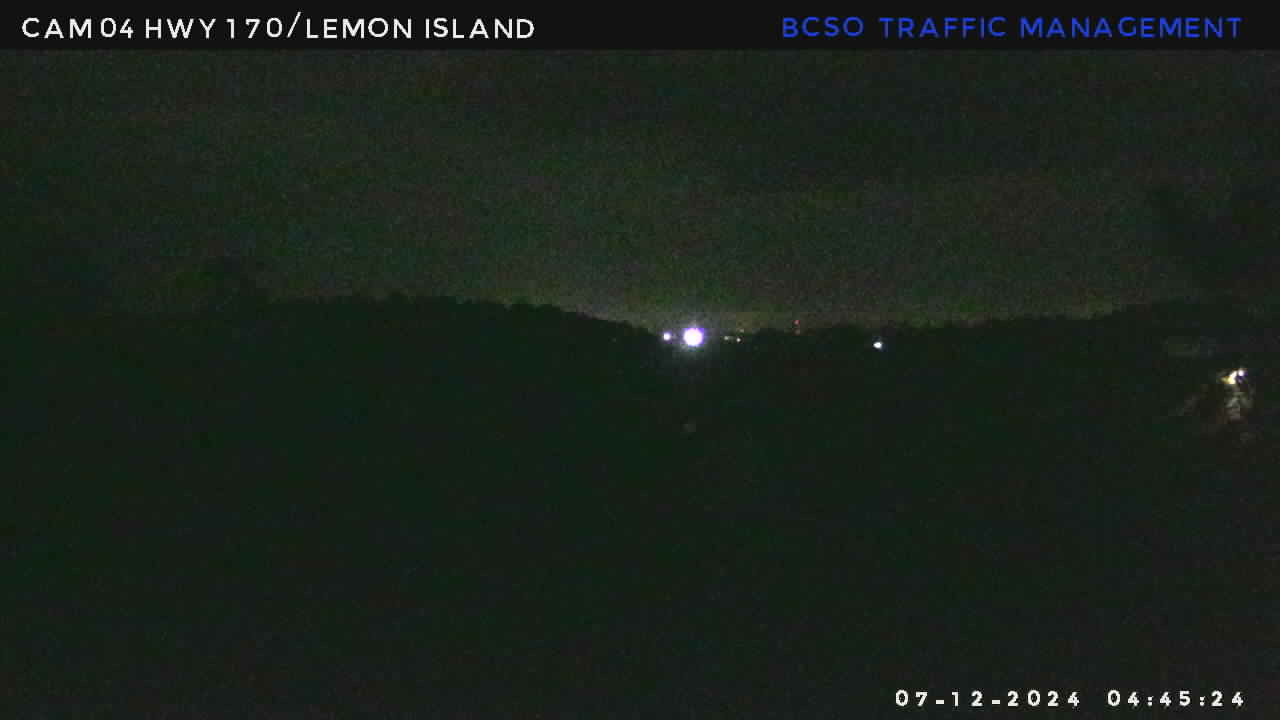 CAM04 HWY 170/LEMON ISLAND
BCSO TRAFFIC MANAGEMENT
07-12-2024 04:45:24